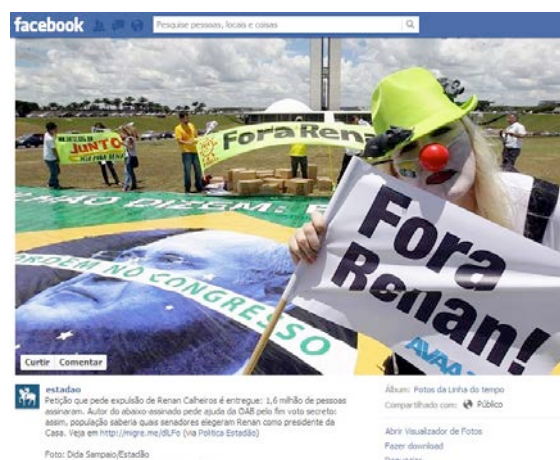 facebook
Pesquise pessoas, locais e coisas
JUNTO
Fora Rena
DIZEM:
ORDEM NO CONGRESSO
Fora
Renan!
AVAAZ
Curtir Comentar
estadao
Petição que pede expulsão de Renan Calheiros é entregue: 1,6 milhão de pessoas
assinaram. Autor do abaixo-assinado pede ajuda da OAB pelo fim voto secreto:
assim, população saberia quais senadores elegeram Renan como presidente da
Casa. Veja em http://migre.me/dLFo (via Política Estadão)
Foto: Dida Sampaio/Estadão
Álbum: Fotos da Linha do tempo
Compartilhado com: Público
Abrir Visualizador de Fotos
Fazer download